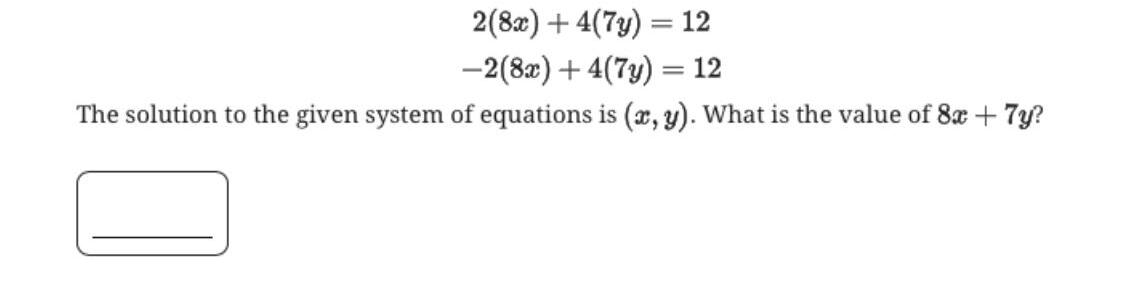 2(8x) + 4(7y) = 12
−2(8x) + 4(7y) = 12
The solution to the given system of equations is (x, y). What is the value of 8x + 7y?